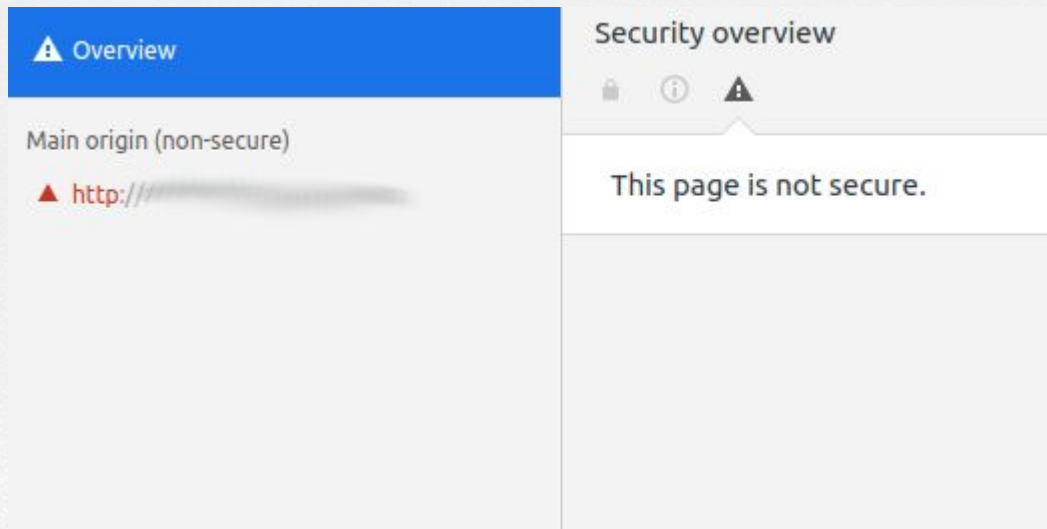 Overview
Main origin (non-secure)
http://
Security overview
This page is not secure.